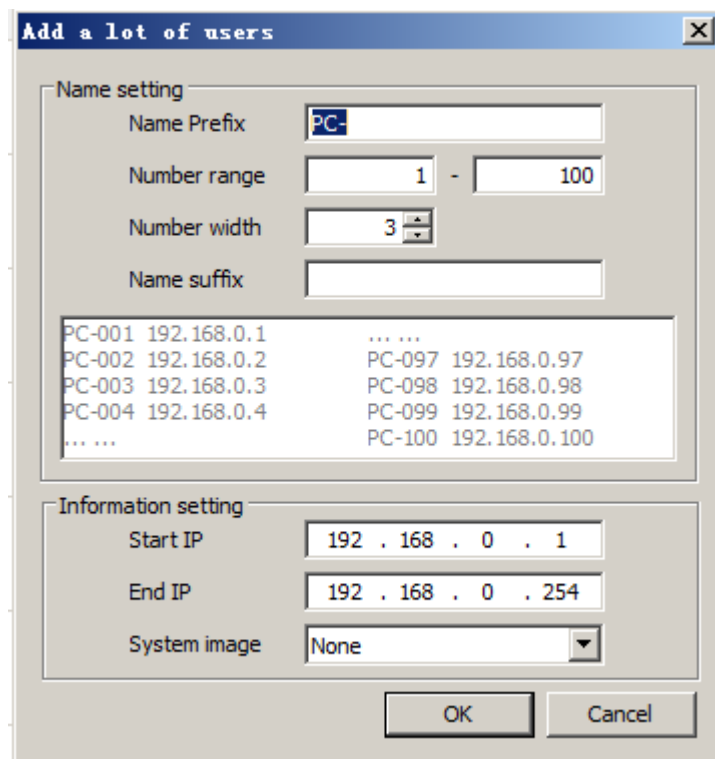 Add a lot of users
Name setting
Name Prefix PC-
Number range 1 - 100
Number width 3
Name suffix
PC-001 192.168.0.1 ... ...
PC-002 192.168.0.2 PC-097 192.168.0.97
PC-003 192.168.0.3 PC-098 192.168.0.98
PC-004 192.168.0.4 PC-099 192.168.0.99
... ... PC-100 192.168.0.100
Information setting
Start IP 192 . 168 . 0 . 1
End IP 192 . 168 . 0 . 254
System image None
OK Cancel